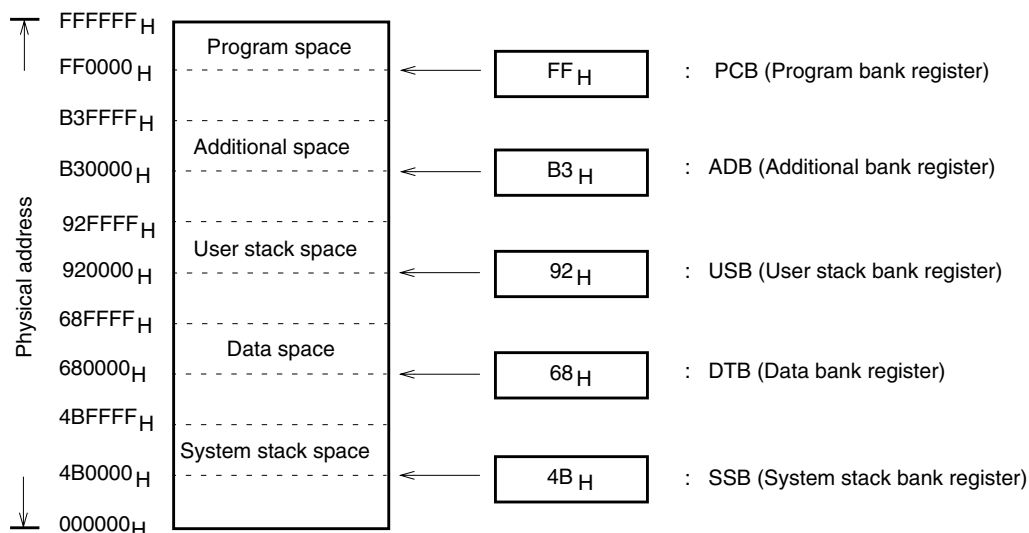 FFFFFFH
Program space
FF0000H
FFH
: PCB (Program bank register)
B3FFFFH
Additional space
B30000H
B3H
: ADB (Additional bank register)
92FFFFH
User stack space
920000H
92H
: USB (User stack bank register)
Physical address
68FFFFH
Data space
680000H
68H
: DTB (Data bank register)
4BFFFFH
System stack space
4B0000H
4BH
: SSB (System stack bank register)
000000H